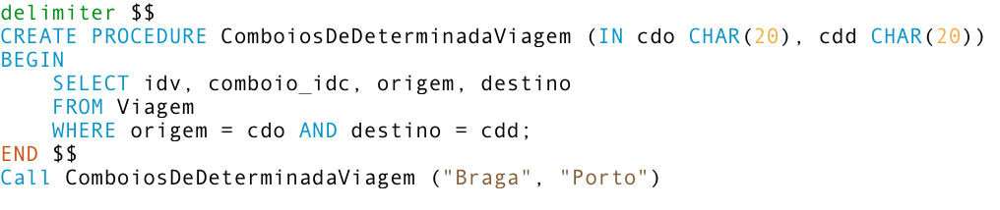 delimiter $$
CREATE PROCEDURE ComboiosDeDeterminadaViagem (IN cdo CHAR(20), cdd CHAR(20))
BEGIN
    SELECT idv, comboio_idc, origem, destino
    FROM Viagem
    WHERE origem = cdo AND destino = cdd;
END $$
Call ComboiosDeDeterminadaViagem ("Braga", "Porto")